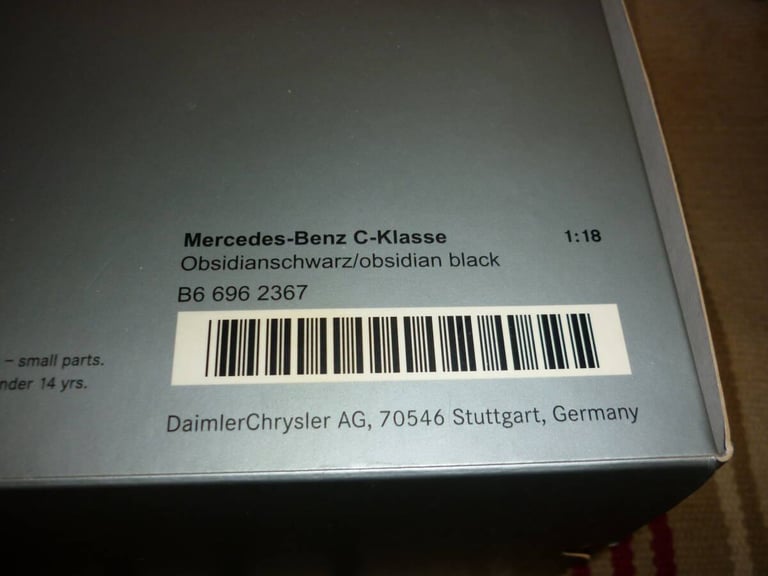 Mercedes-Benz C-Klasse 1:18
Obsidianschwarz/obsidian black
B6 696 2367
– small parts.
nder 14 yrs.
DaimlerChrysler AG, 70546 Stuttgart, Germany